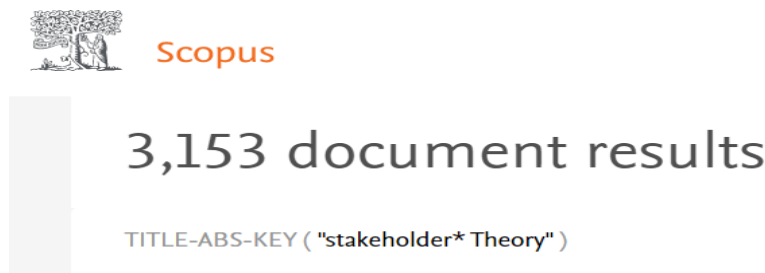 Scopus
3,153 document results
TITLE-ABS-KEY ( "stakeholder* Theory" )